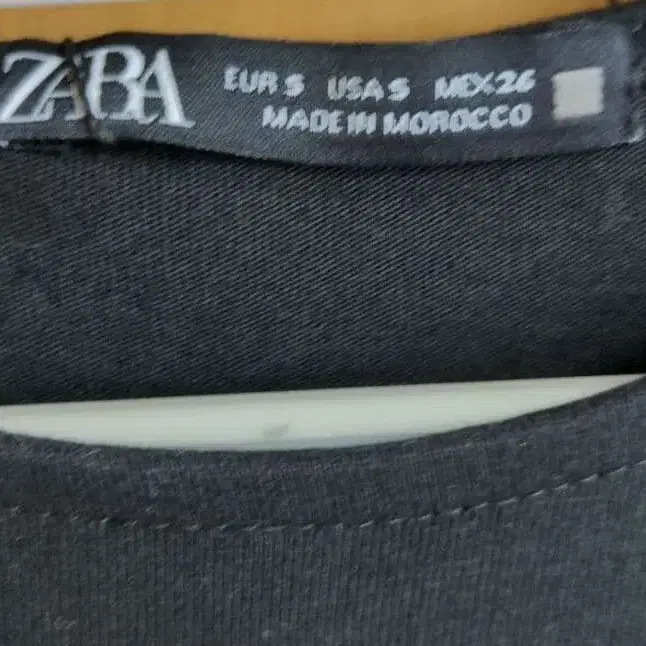 ZARA
EUR S USA S MEX 26
MADE IN MOROCCO